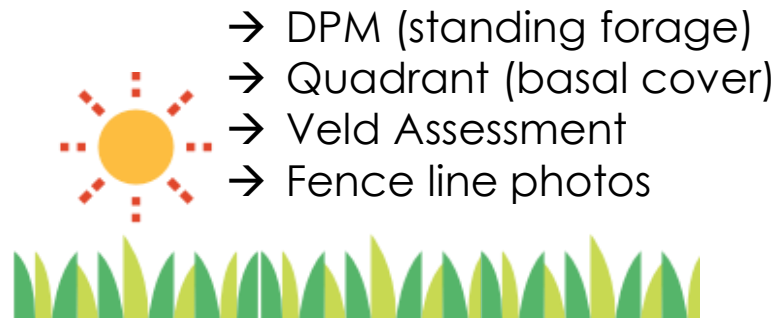 → DPM (standing forage)
→ Quadrant (basal cover)
→ Veld Assessment
→ Fence line photos